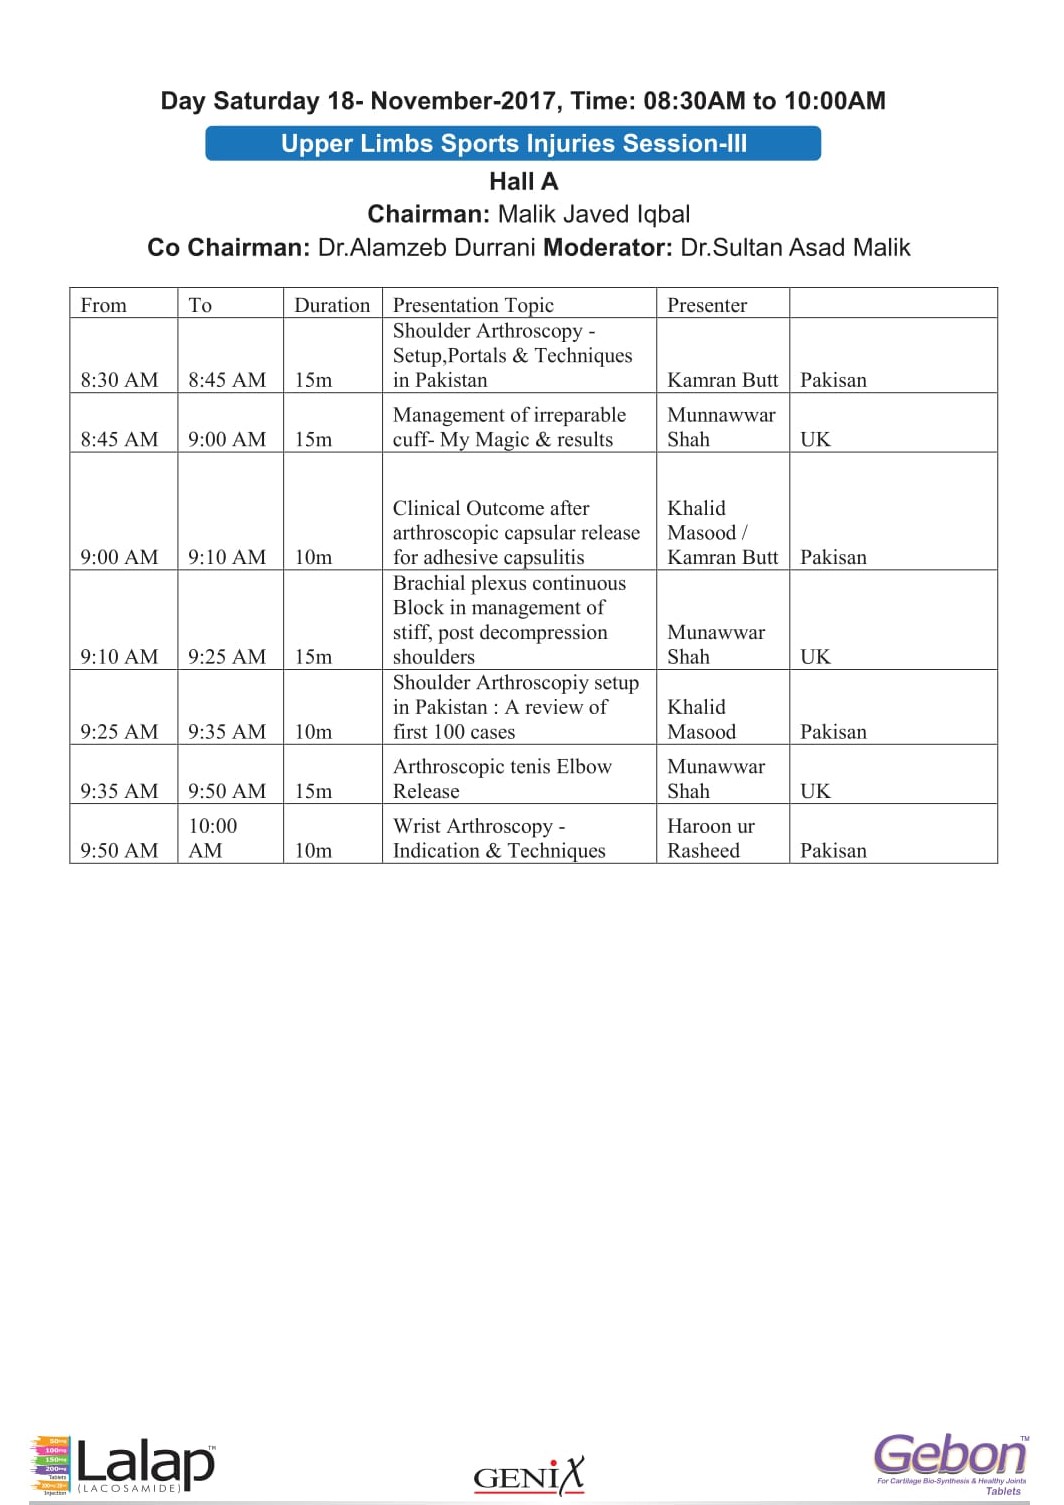 Day Saturday 18- November-2017, Time: 08:30AM to 10:00AM
Upper Limbs Sports Injuries Session-III
Hall A
Chairman: Malik Javed Iqbal
Co Chairman: Dr.Alamzeb Durrani Moderator: Dr.Sultan Asad Malik
From To Duration Presentation Topic Presenter
Shoulder Arthroscopy -
Setup,Portals & Techniques
8:30 AM 8:45 AM 15m in Pakistan Kamran Butt Pakisan
Management of irreparable Munnawwar
8:45 AM 9:00 AM 15m cuff- My Magic & results Shah UK
Clinical Outcome after Khalid
arthroscopic capsular release Masood /
9:00 AM 9:10 AM 10m for adhesive capsulitis Kamran Butt Pakisan
Brachial plexus continuous
Block in management of
stiff, post decompression Munawwar
9:10 AM 9:25 AM 15m shoulders Shah UK
Shoulder Arthroscopiy setup
in Pakistan : A review of Khalid
9:25 AM 9:35 AM 10m first 100 cases Masood Pakisan
Arthroscopic tenis Elbow Munawwar
9:35 AM 9:50 AM 15m Release Shah UK
10:00 Wrist Arthroscopy - Haroon ur
9:50 AM AM 10m Indication & Techniques Rasheed Pakisan
50mg
100mg
150mg
200mg
Tablets
Injection
Lalap™
(LACOSAMIDE)
GENIX
Gebon™
For Cartilage Bio-Synthesis & Healthy Joints
Tablets